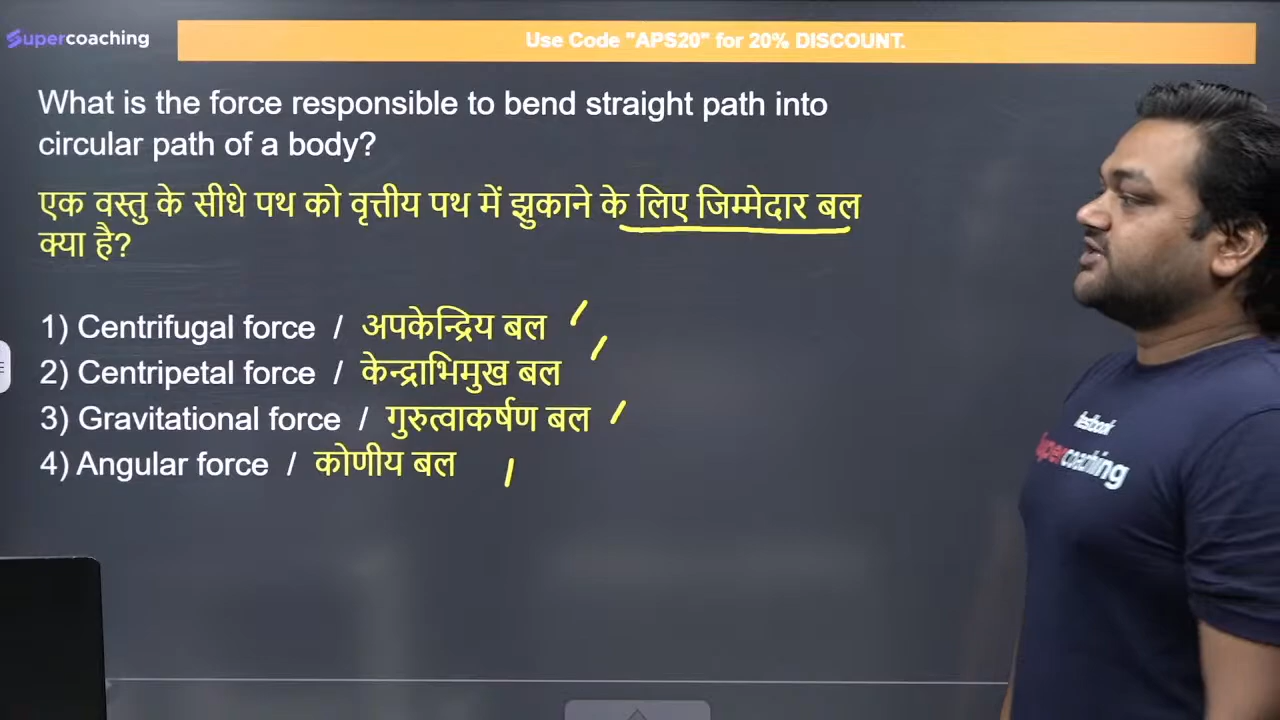 Supercoaching
Use Code "APS20" for 20% DISCOUNT.
What is the force responsible to bend straight path into
circular path of a body?
एक वस्तु के सीधे पथ को वृत्तीय पथ में झुकाने के लिए जिम्मेदार बल
क्या है?
1) Centrifugal force / अपकेन्द्रिय बल
2) Centripetal force / केन्द्राभिमुख बल
3) Gravitational force / गुरुत्वाकर्षण बल
4) Angular force / कोणीय बल
testbook
supercoaching